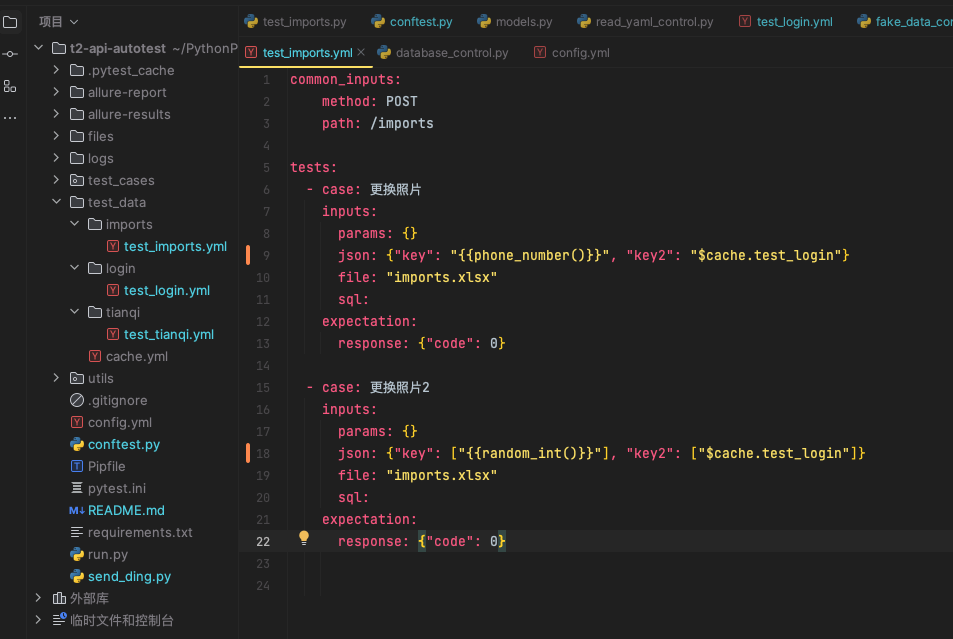 项目
test_imports.py conftest.py models.py read_yaml_control.py test_login.yml fake_data_con
t2-api-autotest ~/PythonP
.pytest_cache
allure-report
allure-results
files
logs
test_cases
test_data
imports
test_imports.yml
login
test_login.yml
tianqi
test_tianqi.yml
cache.yml
utils
.gitignore
config.yml
conftest.py
Pipfile
pytest.ini
README.md
requirements.txt
run.py
send_ding.py
外部库
临时文件和控制台
test_imports.yml database_control.py config.yml
1 common_inputs:
2 method: POST
3 path: /imports
4
5 tests:
6 - case: 更换照片
7 inputs:
8 params: {}
9 json: {"key": "{{phone_number()}}", "key2": "$cache.test_login"}
10 file: "imports.xlsx"
11 sql:
12 expectation:
13 response: {"code": 0}
14
15 - case: 更换照片2
16 inputs:
17 params: {}
18 json: {"key": ["{{random_int()}}"], "key2": ["$cache.test_login"]}
19 file: "imports.xlsx"
20 sql:
21 expectation:
22 response: {"code": 0}
23
24